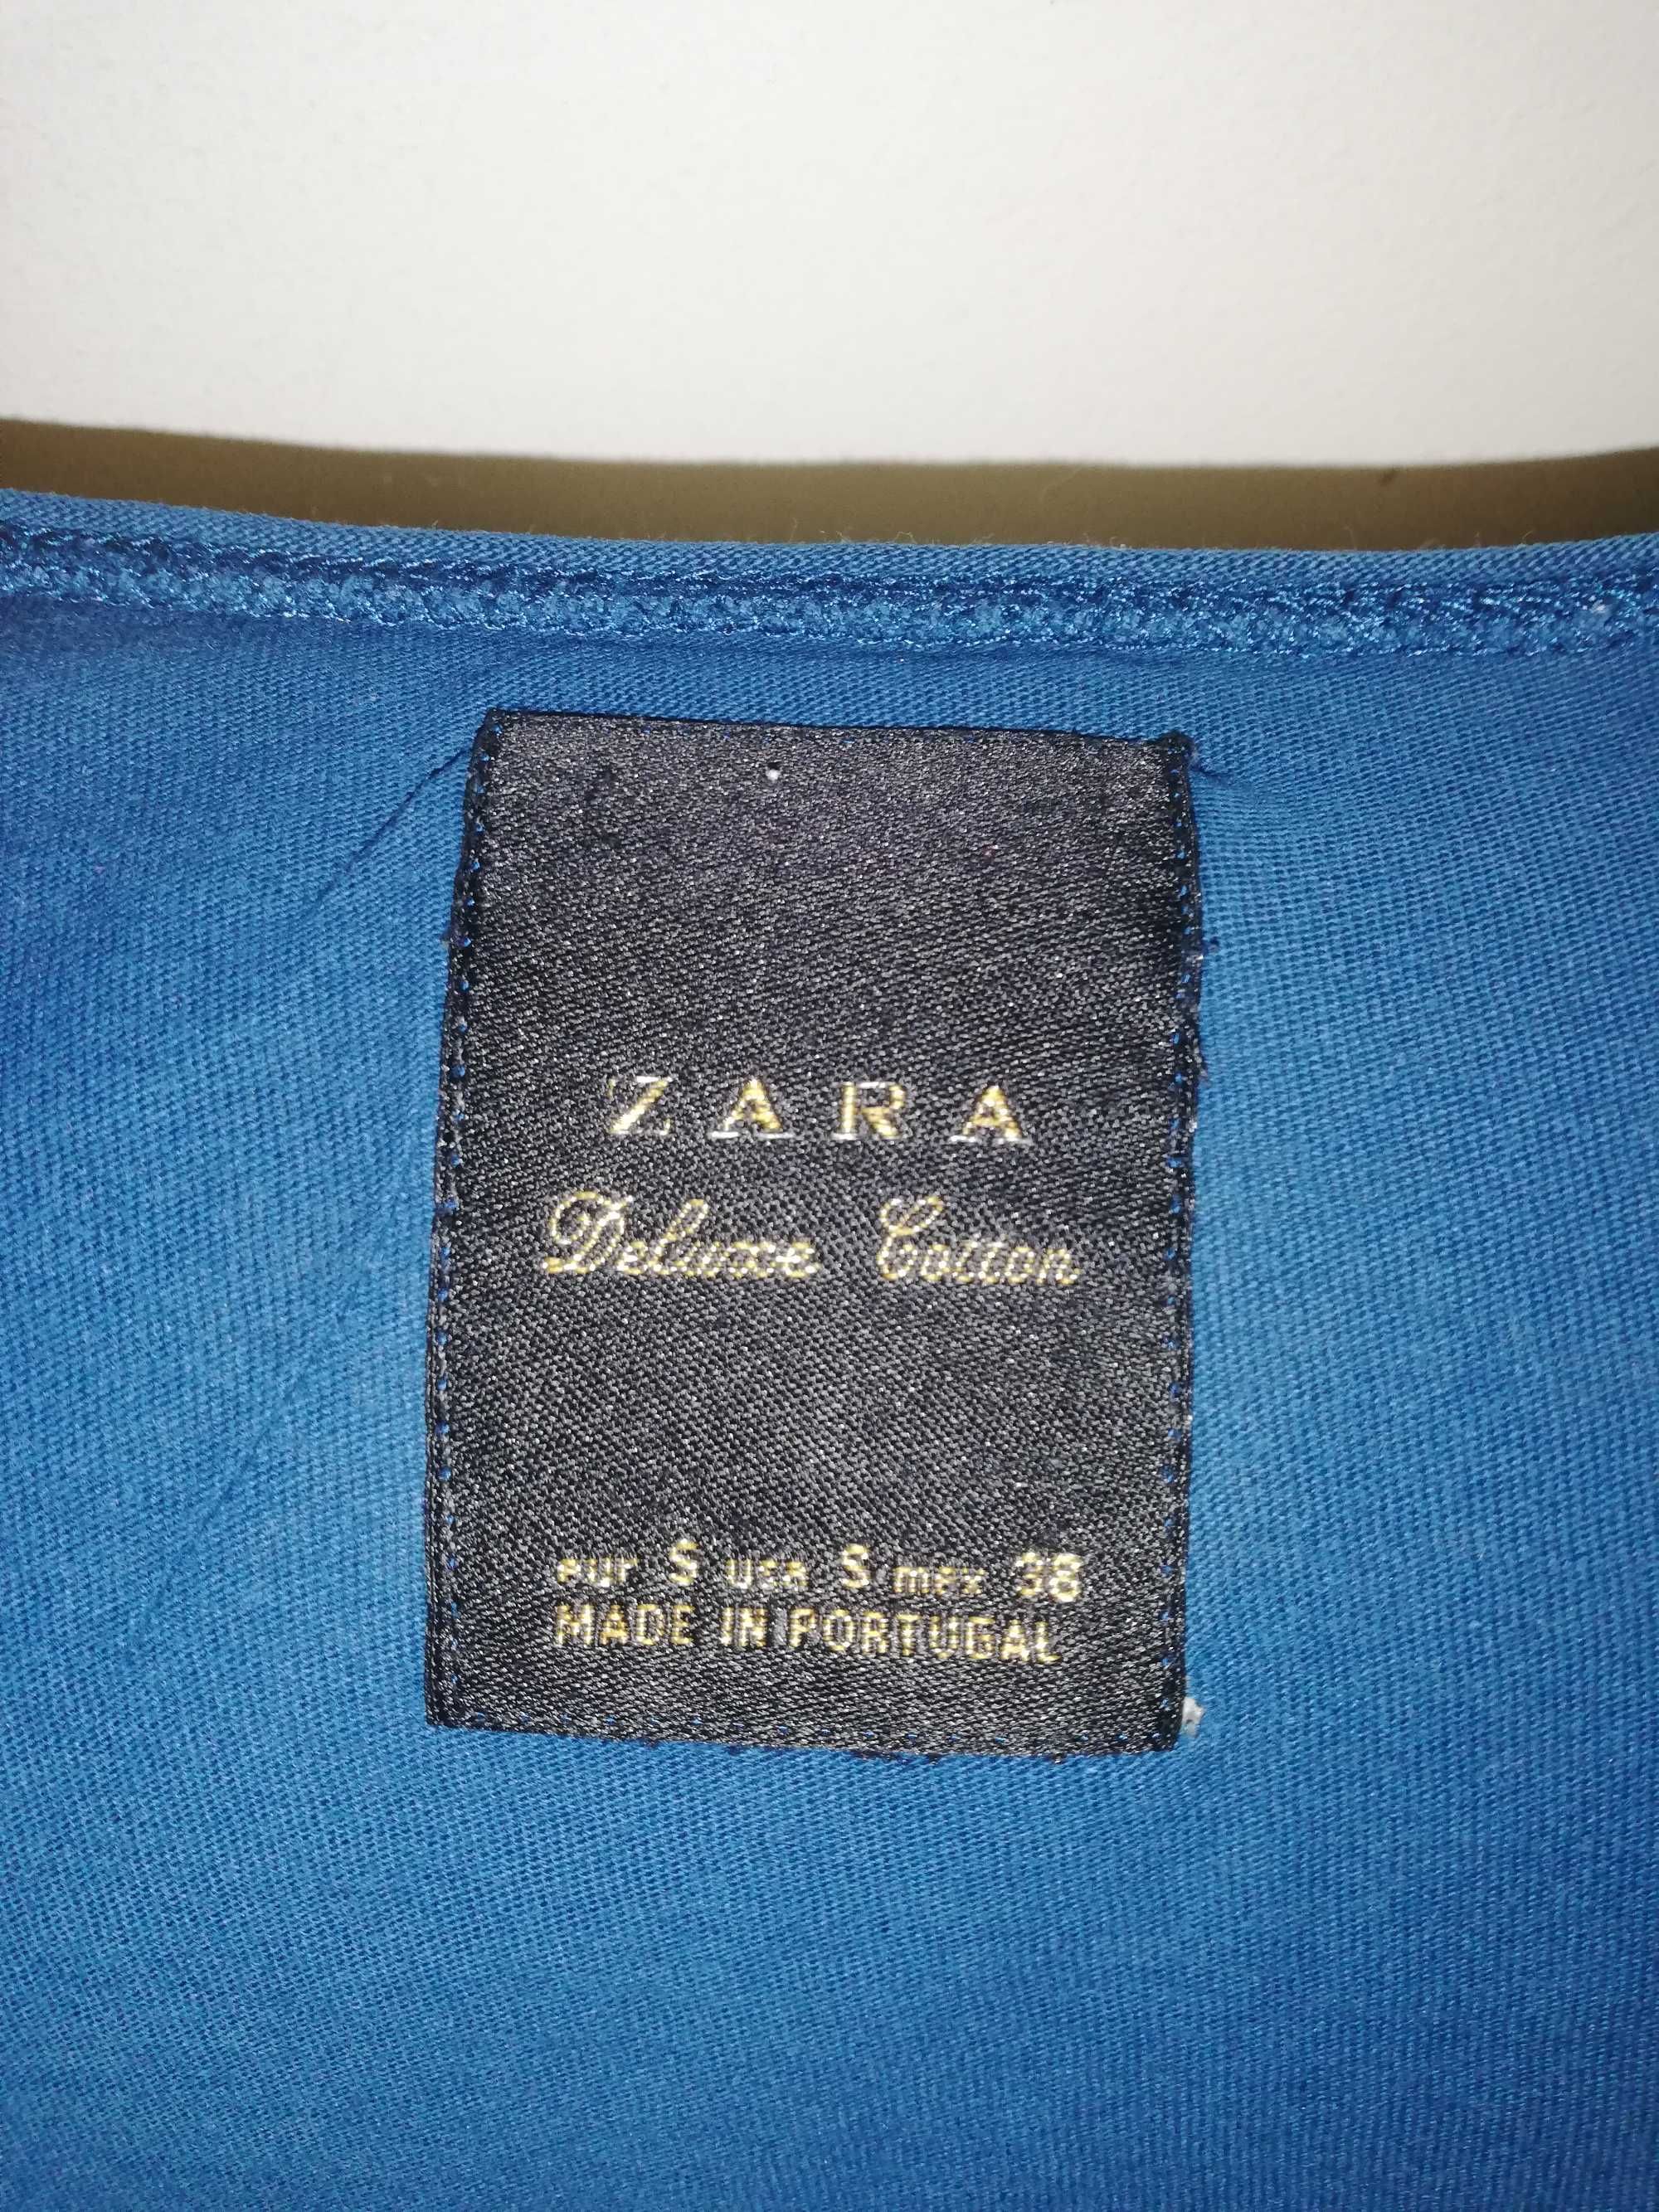 ZARA
Deluxe Cotton
eur S usa S mex 38
MADE IN PORTUGAL